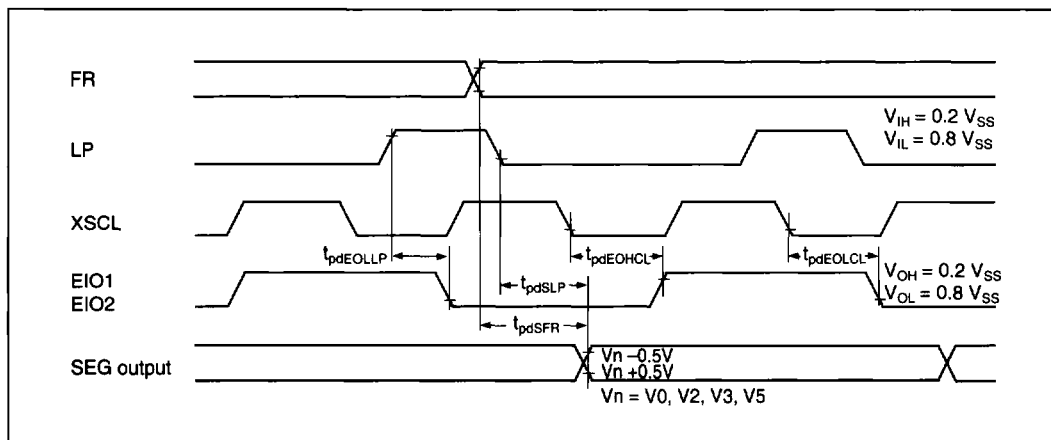 FR
LP
V_IH = 0.2 V_SS
V_IL = 0.8 V_SS
XSCL
t_pdEOLLP
t_pdEOHCL
t_pdEOLCL
EIO1
EIO2
t_pdSLP
V_OH = 0.2 V_SS
V_OL = 0.8 V_SS
t_pdSFR
SEG output
Vn –0.5V
Vn +0.5V
Vn = V0, V2, V3, V5